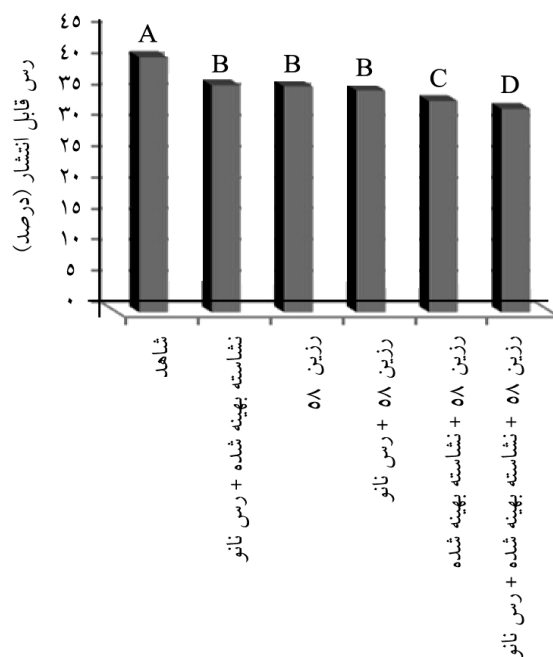 رس قابل انتشار (درصد)
۴۵
۴۰
۳۵
۳۰
۲۵
۲۰
۱۵
۱۰
۵
۰
A
B
B
B
C
D
شاهد
نشاسته بهینه شده + رس نانو
رزین ۵۸
رزین ۵۸ + رس نانو
رزین ۵۸ + نشاسته بهینه شده
رزین ۵۸ + نشاسته بهینه شده + رس نانو